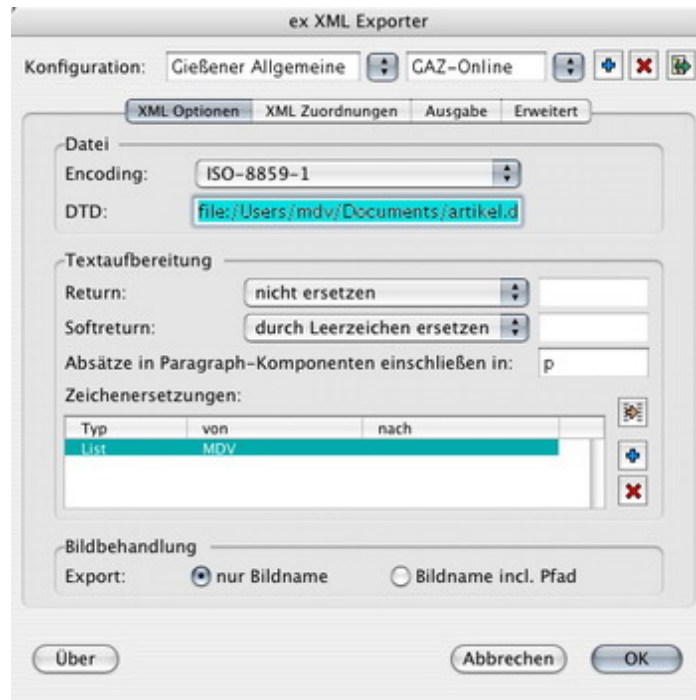 ex XML Exporter
Konfiguration: Gießener Allgemeine GAZ-Online
XML Optionen XML Zuordnungen Ausgabe Erweitert
Datei
Encoding: ISO-8859-1
DTD: file:/Users/mdv/Documents/artikel.d
Textaufbereitung
Return: nicht ersetzen
Softreturn: durch Leerzeichen ersetzen
Absätze in Paragraph-Komponenten einschließen in: p
Zeichenersetzungen:
Typ von nach
List MDV
Bildbehandlung
Export: nur Bildname Bildname incl. Pfad
Über Abbrechen OK